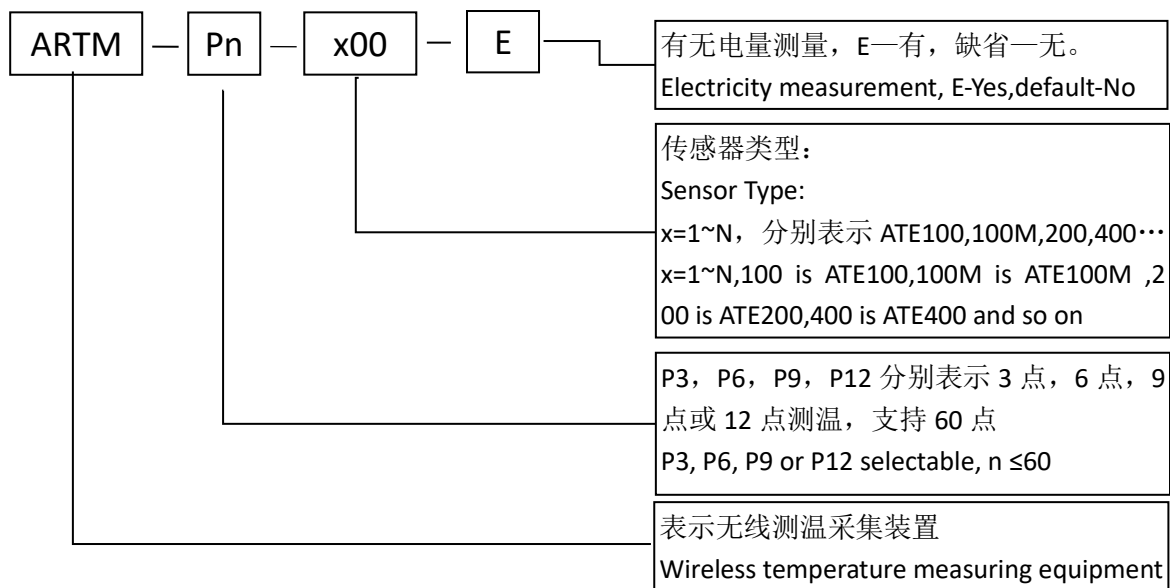 ARTM — Pn — x00 — E
有无电量测量，E—有，缺省—无。
Electricity measurement, E-Yes,default-No
传感器类型：
Sensor Type:
x=1~N，分别表示 ATE100,100M,200,400…
x=1~N,100 is ATE100,100M is ATE100M ,2
00 is ATE200,400 is ATE400 and so on
P3，P6，P9，P12 分别表示 3 点，6 点，9
点或 12 点测温，支持 60 点
P3, P6, P9 or P12 selectable, n ≤60
表示无线测温采集装置
Wireless temperature measuring equipment